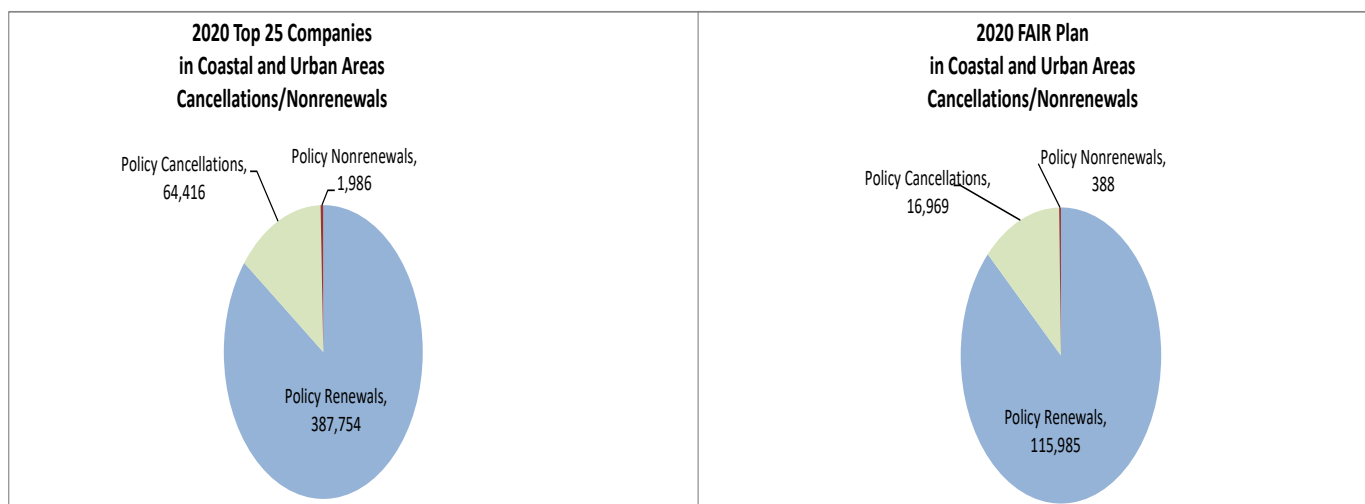 2020 Top 25 Companies
in Coastal and Urban Areas
Cancellations/Nonrenewals
Policy Cancellations,
64,416
Policy Nonrenewals,
1,986
Policy Renewals,
387,754
2020 FAIR Plan
in Coastal and Urban Areas
Cancellations/Nonrenewals
Policy Cancellations,
16,969
Policy Nonrenewals,
388
Policy Renewals,
115,985